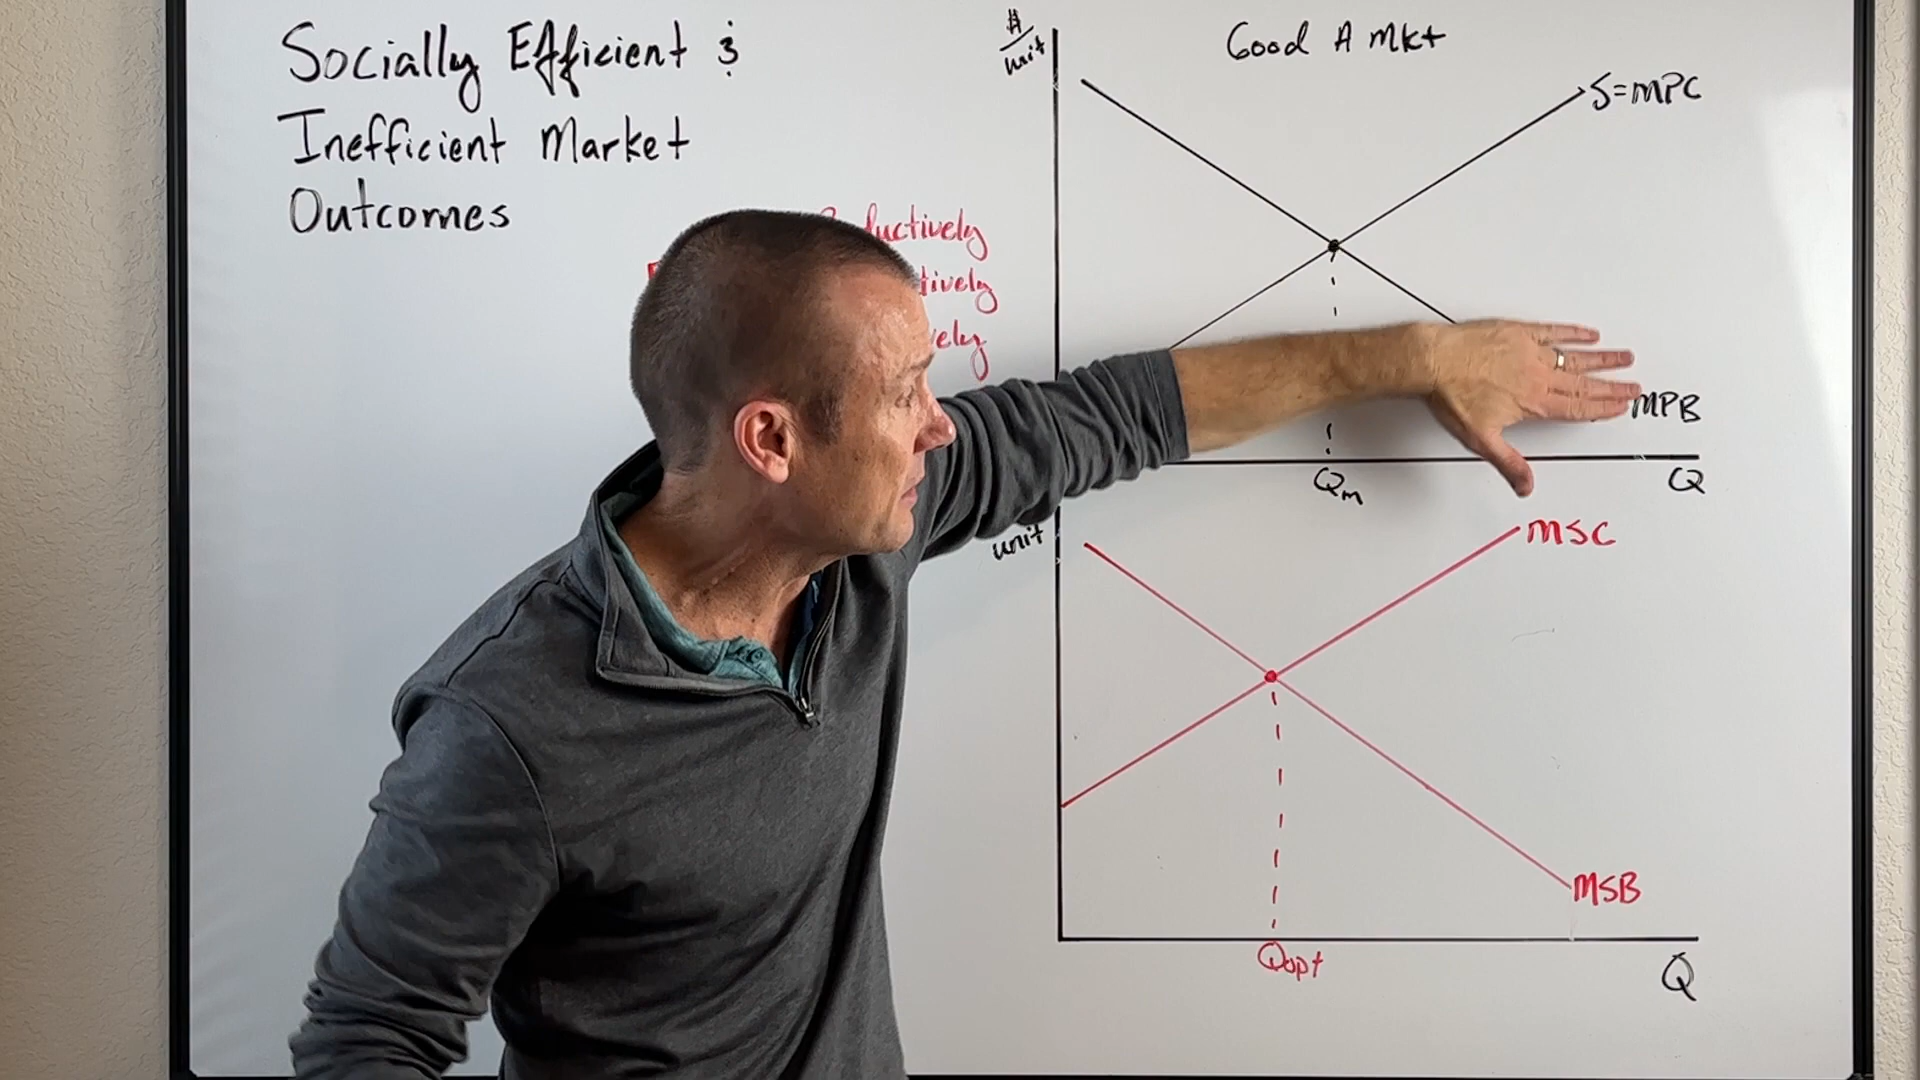 Socially Efficient &
Inefficient Market
Outcomes
$/unit
Good A Mkt
S=MPC
MPB
Qm
Q
unit
MSC
MSB
Qopt
Q